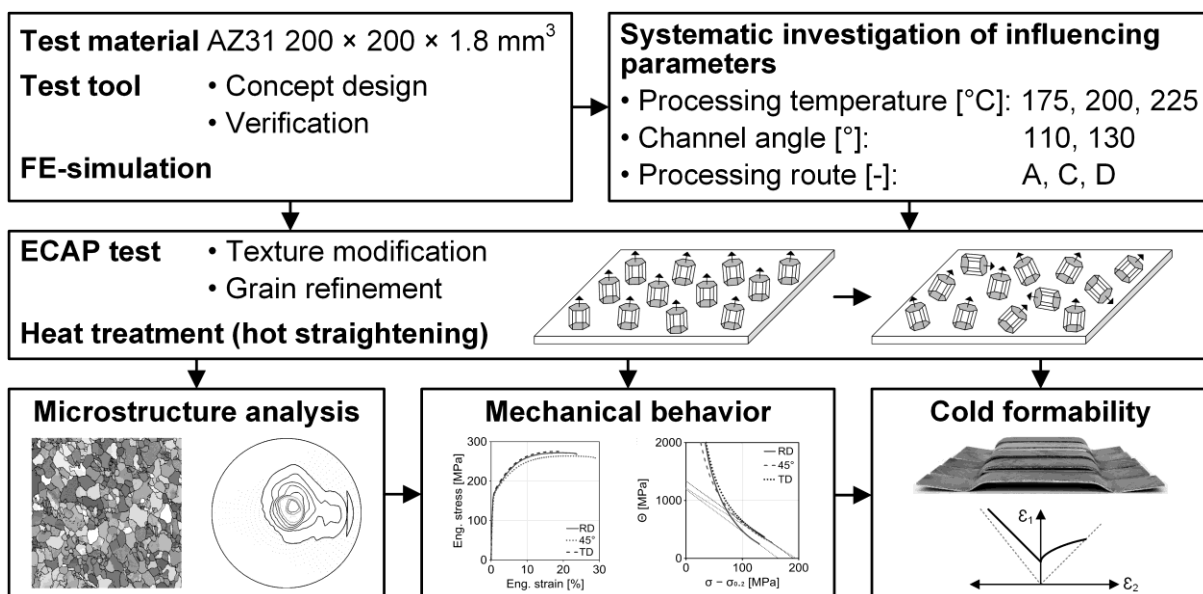 Test material AZ31 200 × 200 × 1.8 mm³
Test tool • Concept design
• Verification
FE-simulation
Systematic investigation of influencing
parameters
• Processing temperature [°C]: 175, 200, 225
• Channel angle [°]: 110, 130
• Processing route [-]: A, C, D
ECAP test • Texture modification
• Grain refinement
Heat treatment (hot straightening)
Microstructure analysis
Mechanical behavior
Eng. stress [MPa]
300
200
100
0
0 10 20 30
Eng. strain [%]
RD
45°
TD
Θ [MPa]
2000
1000
0
0 50 100 150 200
σ − σ₀.₂ [MPa]
RD
45°
TD
Cold formability
ε₁
ε₂